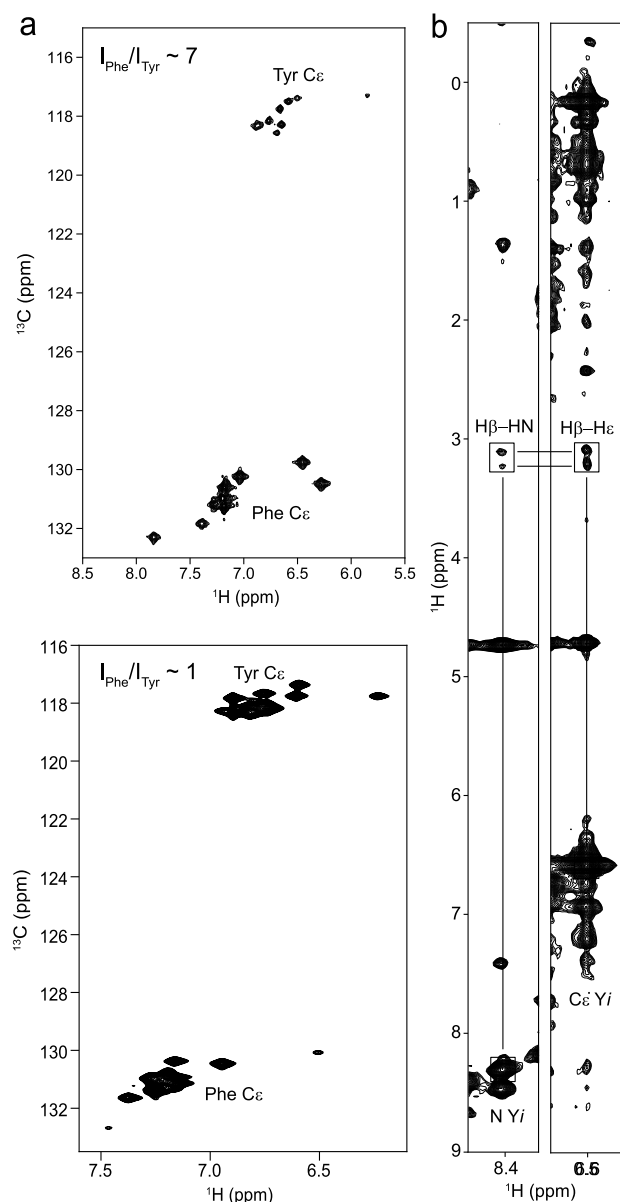 a
I_Phe/I_Tyr ~ 7
Tyr Cε
Phe Cε
116
118
120
122
124
126
128
130
132
¹³C (ppm)
8.5 8.0 7.5 7.0 6.5 6.0 5.5
¹H (ppm)
I_Phe/I_Tyr ~ 1
Tyr Cε
Phe Cε
116
118
120
122
124
126
128
130
132
¹³C (ppm)
7.5 7.0 6.5
¹H (ppm)
b
0
1
2
3
4
5
6
7
8
9
¹H (ppm)
Hβ–HN Hβ–Hε
Cε Yi
N Yi
8.4
¹H (ppm)